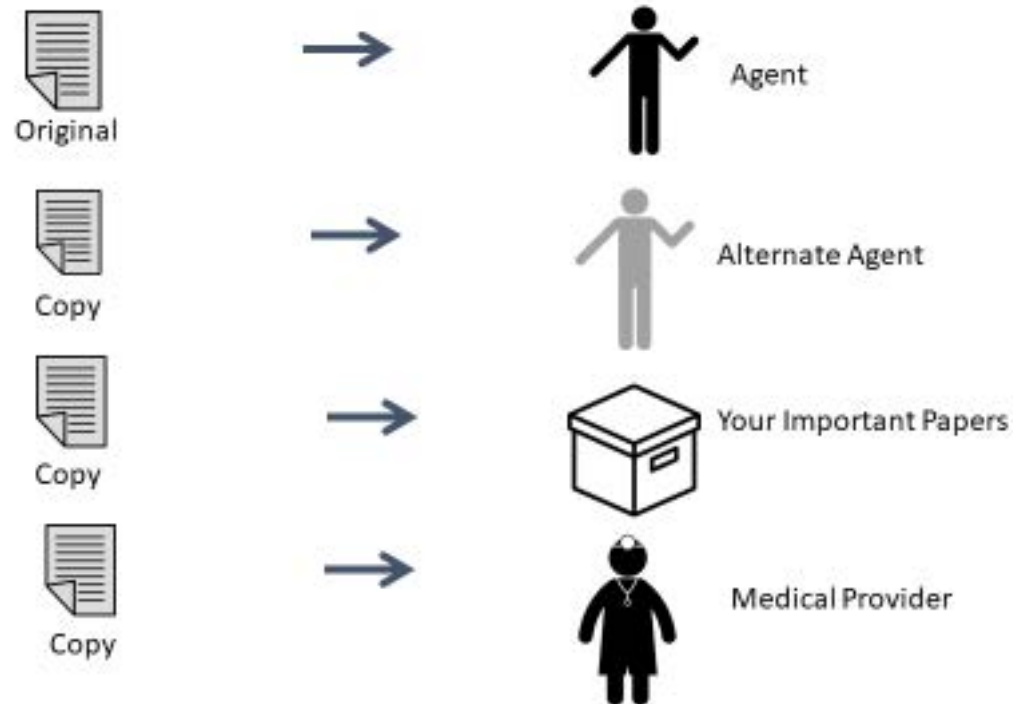 Original
Agent
Copy
Alternate Agent
Copy
Your Important Papers
Copy
Medical Provider